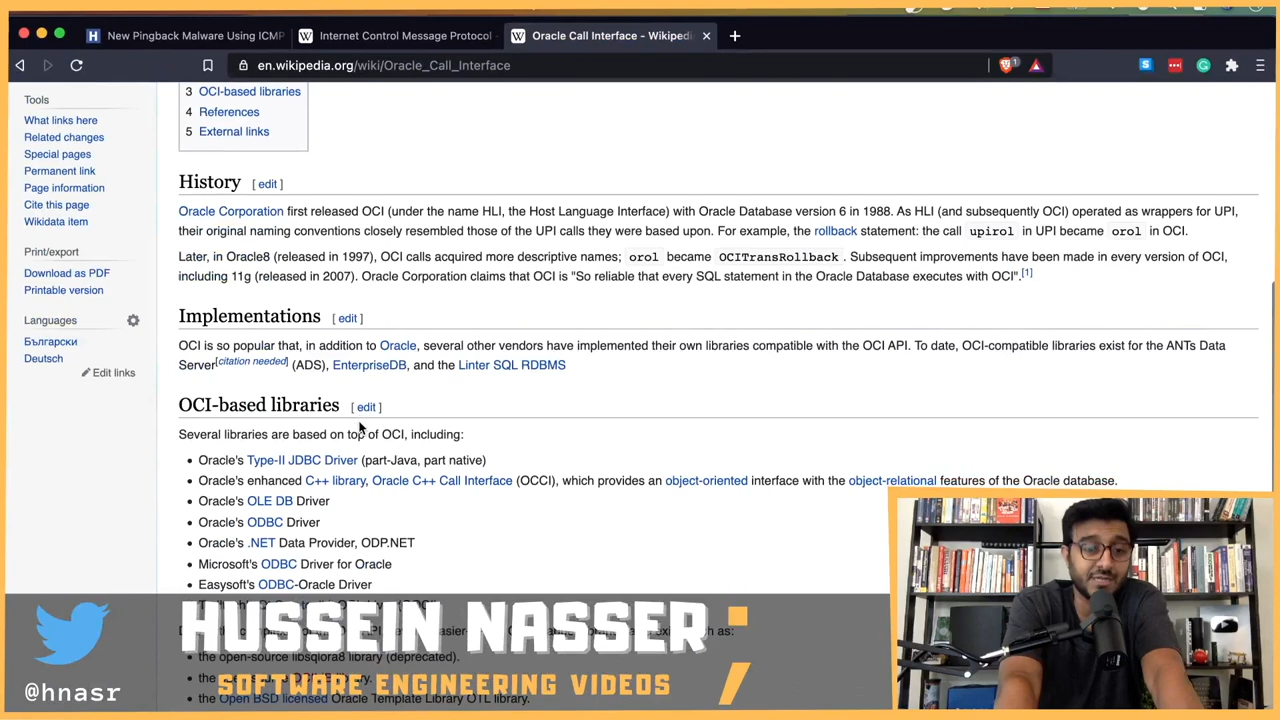 New Pingback Malware Using ICMP
Internet Control Message Protocol -
Oracle Call Interface - Wikipedi
en.wikipedia.org/wiki/Oracle_Call_Interface
Tools
What links here
Related changes
Special pages
Permanent link
Page information
Cite this page
Wikidata item
Print/export
Download as PDF
Printable version
Languages
Български
Deutsch
Edit links
3 OCI-based libraries
4 References
5 External links
History [ edit ]
Oracle Corporation first released OCI (under the name HLI, the Host Language Interface) with Oracle Database version 6 in 1988. As HLI (and subsequently OCI) operated as wrappers for UPI,
their original naming conventions closely resembled those of the UPI calls they were based upon. For example, the rollback statement: the call upirol in UPI became orol in OCI.
Later, in Oracle8 (released in 1997), OCI calls acquired more descriptive names; orol became OCITransRollback . Subsequent improvements have been made in every version of OCI,
including 11g (released in 2007). Oracle Corporation claims that OCI is "So reliable that every SQL statement in the Oracle Database executes with OCI".[1]
Implementations [ edit ]
OCI is so popular that, in addition to Oracle, several other vendors have implemented their own libraries compatible with the OCI API. To date, OCI-compatible libraries exist for the ANTs Data
Server[citation needed] (ADS), EnterpriseDB, and the Linter SQL RDBMS
OCI-based libraries [ edit ]
Several libraries are based on top of OCI, including:
• Oracle's Type-II JDBC Driver (part-Java, part native)
• Oracle's enhanced C++ library, Oracle C++ Call Interface (OCCI), which provides an object-oriented interface with the object-relational features of the Oracle database.
• Oracle's OLE DB Driver
• Oracle's ODBC Driver
• Oracle's .NET Data Provider, ODP.NET
• Microsoft's ODBC Driver for Oracle
• Easysoft's ODBC-Oracle Driver
such as:
• the open-source libsqlora8 library (deprecated).
• the
• the Open BSD licensed Oracle Template Library OTL library.
HUSSEIN NASSER
SOFTWARE ENGINEERING VIDEOS
@hnasr